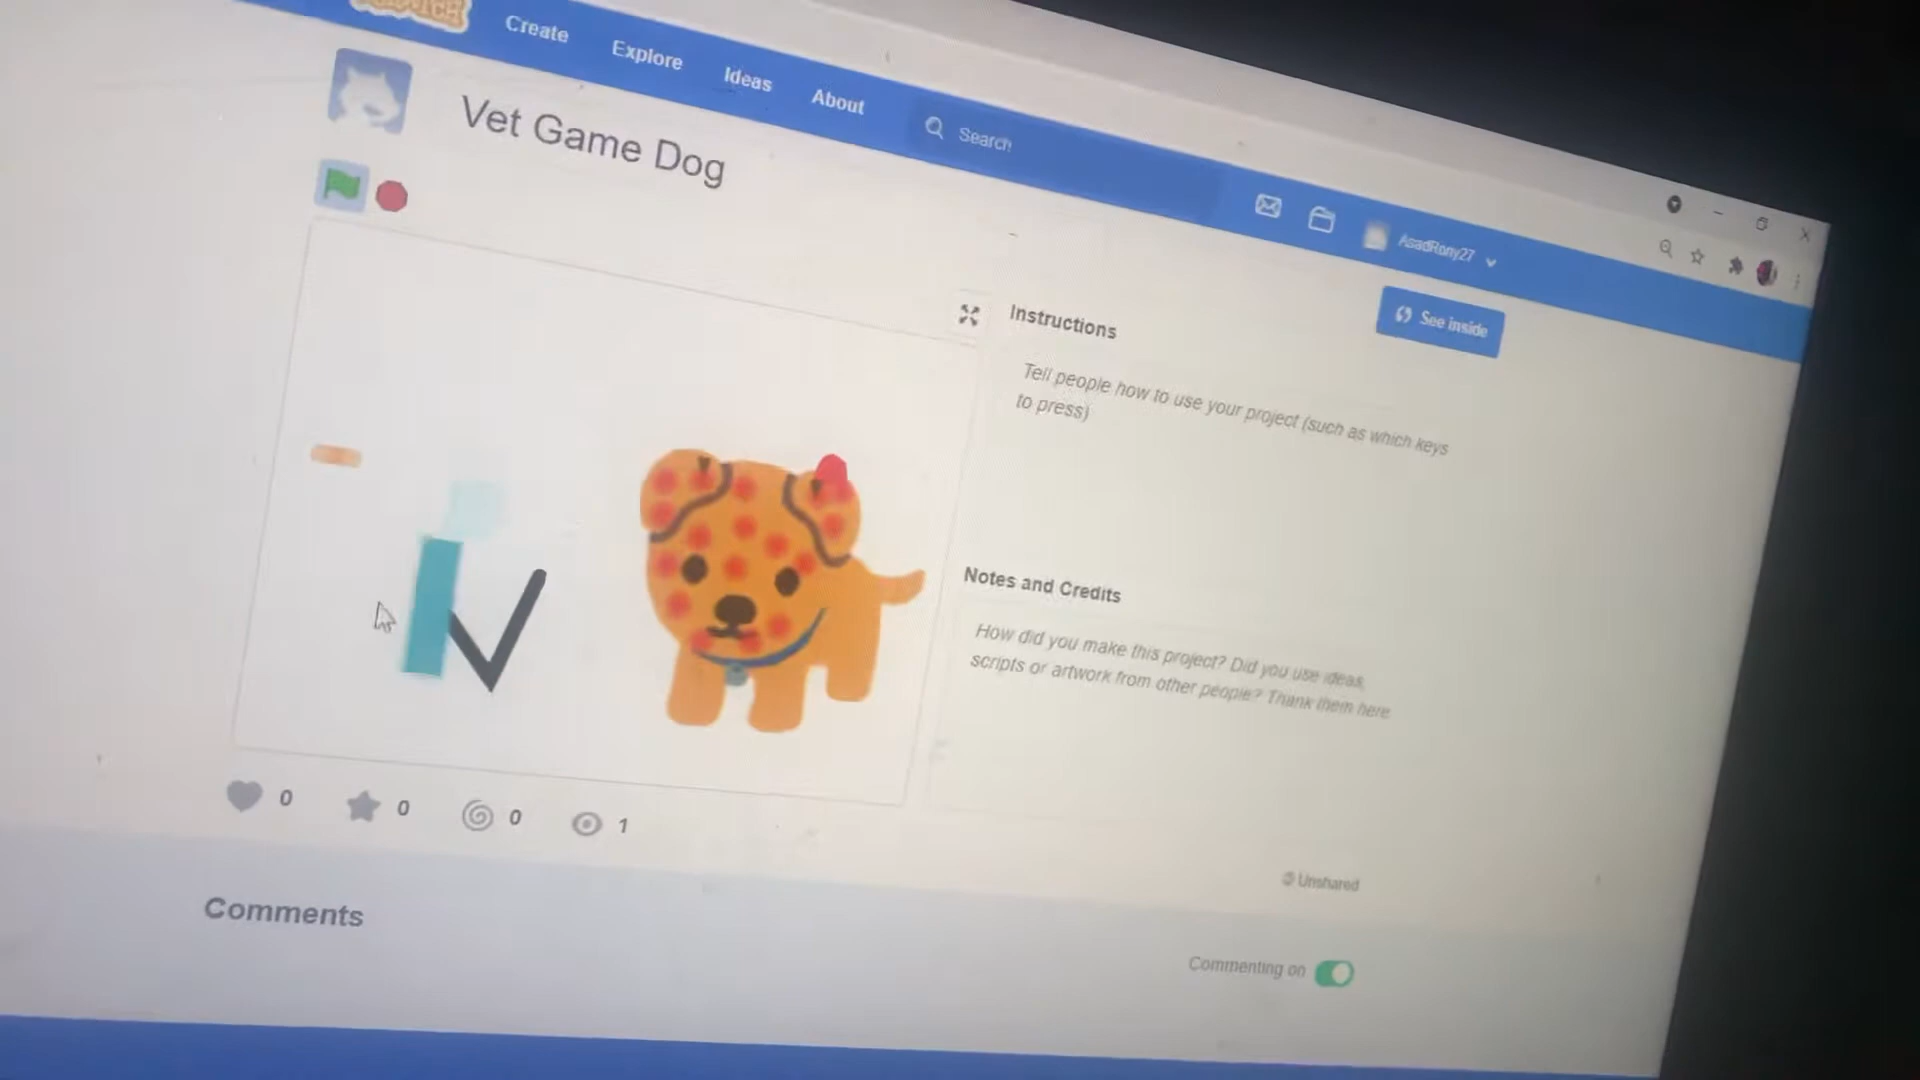 Create
Explore
Ideas
About
Search
AsadRony27
Vet Game Dog
See inside
Instructions
Tell people how to use your project (such as which keys
to press)
Notes and Credits
How did you make this project? Did you use ideas,
scripts or artwork from other people? Thank them here.
0
0
0
1
Unshared
Comments
Commenting on